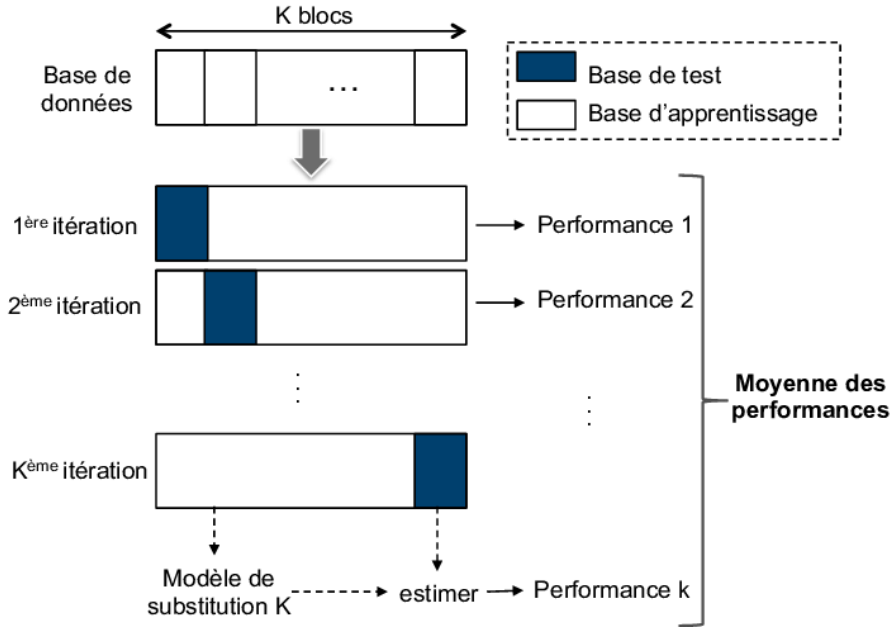 K blocs
Base de
données
...
Base de test
Base d'apprentissage
1ère itération
Performance 1
2ème itération
Performance 2
Moyenne des
performances
Kème itération
Modèle de
substitution K
estimer
Performance k